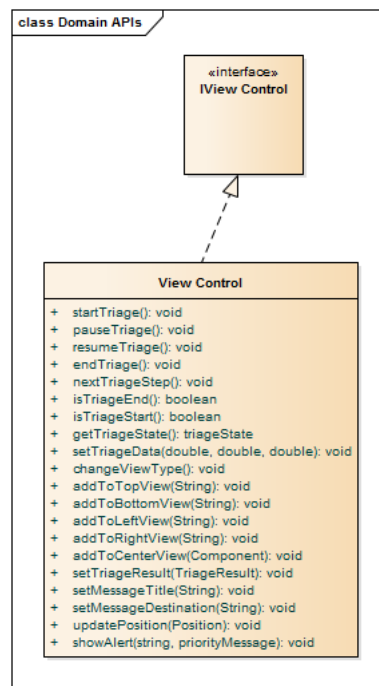 class Domain APIs
«interface»
IView Control
View Control
+ startTriage(): void
+ pauseTriage(): void
+ resumeTriage(): void
+ endTriage(): void
+ nextTriageStep(): void
+ isTriageEnd(): boolean
+ isTriageStart(): boolean
+ getTriageState(): triageState
+ setTriageData(double, double, double): void
+ changeViewType(): void
+ addToTopView(String): void
+ addToBottomView(String): void
+ addToLeftView(String): void
+ addToRightView(String): void
+ addToCenterView(Component): void
+ setTriageResult(TriageResult): void
+ setMessageTitle(String): void
+ setMessageDestination(String): void
+ updatePosition(Position): void
+ showAlert(string, priorityMessage): void